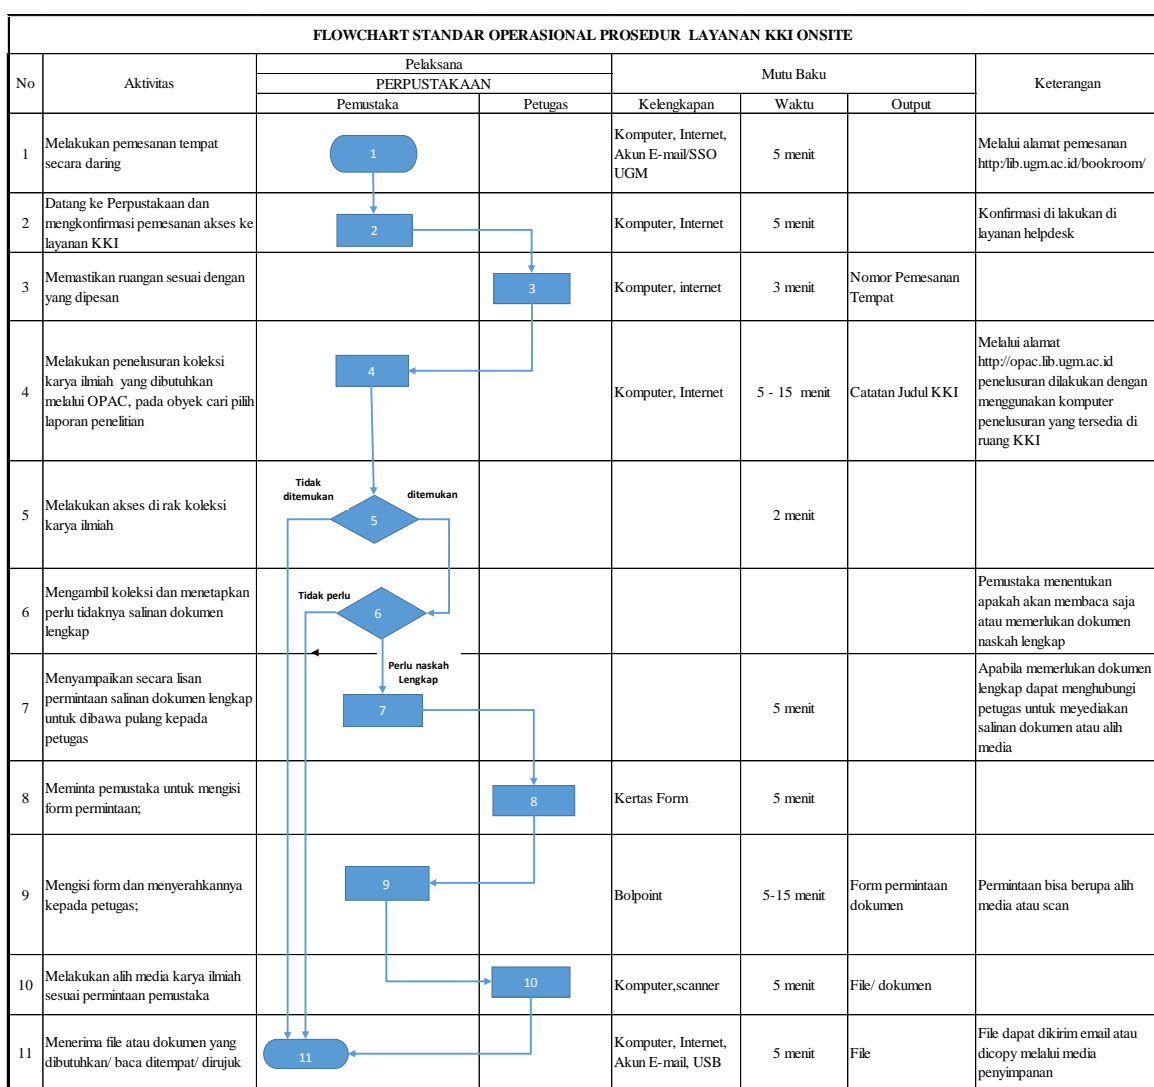 FLOWCHART STANDAR OPERASIONAL PROSEDUR LAYANAN KKI ONSITE
No
Aktivitas
Pelaksana
PERPUSTAKAAN
Pemustaka
Petugas
Mutu Baku
Kelengkapan
Waktu
Output
Keterangan
1
Melakukan pemesanan tempat
secara daring
1
Komputer, Internet,
Akun E-mail/SSO
UGM
5 menit
Melalui alamat pemesanan
http:/lib.ugm.ac.id/bookroom/
2
Datang ke Perpustakaan dan
mengkonfirmasi pemesanan akses ke
layanan KKI
2
Komputer, Internet
5 menit
Konfirmasi di lakukan di
layanan helpdesk
3
Memastikan ruangan sesuai dengan
yang dipesan
3
Komputer, internet
3 menit
Nomor Pemesanan
Tempat
4
Melakukan penelusuran koleksi
karya ilmiah yang dibutuhkan
melalui OPAC, pada obyek cari pilih
laporan penelitian
4
Komputer, Internet
5 - 15 menit
Catatan Judul KKI
Melalui alamat
http://opac.lib.ugm.ac.id
penelusuran dilakukan dengan
menggunakan komputer
penelusuran yang tersedia di
ruang KKI
5
Melakukan akses di rak koleksi
karya ilmiah
Tidak
ditemukan
ditemukan
5
2 menit
6
Mengambil koleksi dan menetapkan
perlu tidaknya salinan dokumen
lengkap
Tidak perlu
6
Pemustaka menentukan
apakah akan membaca saja
atau memerlukan dokumen
naskah lengkap
7
Menyampaikan secara lisan
permintaan salinan dokumen lengkap
untuk dibawa pulang kepada
petugas
Perlu naskah
Lengkap
7
5 menit
Apabila memerlukan dokumen
lengkap dapat menghubungi
petugas untuk meyediakan
salinan dokumen atau alih
media
8
Meminta pemustaka untuk mengisi
form permintaan;
8
Kertas Form
5 menit
9
Mengisi form dan menyerahkannya
kepada petugas;
9
Bolpoint
5-15 menit
Form permintaan
dokumen
Permintaan bisa berupa alih
media atau scan
10
Melakukan alih media karya ilmiah
sesuai permintaan pemustaka
10
Komputer,scanner
5 menit
File/ dokumen
11
Menerima file atau dokumen yang
dibutuhkan/ baca ditempat/ dirujuk
11
Komputer, Internet,
Akun E-mail, USB
5 menit
File
File dapat dikirim email atau
dicopy melalui media
penyimpanan